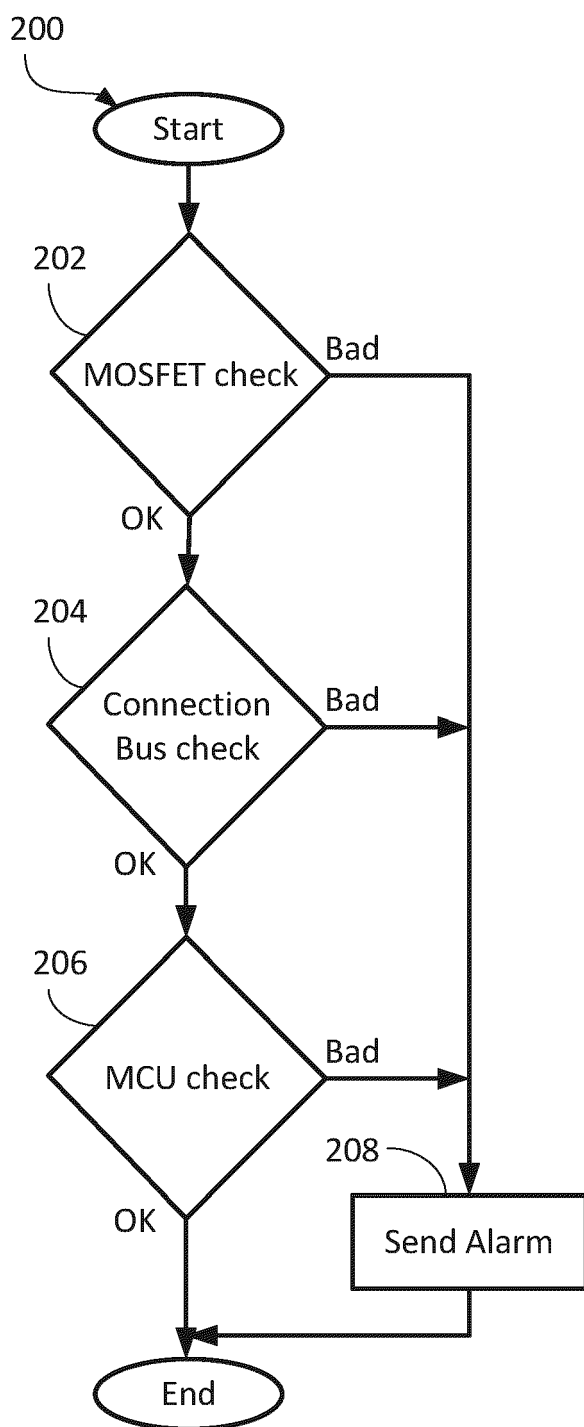 200
Start
202
Bad
MOSFET check
OK
204
Bad
Connection
Bus check
OK
206
Bad
MCU check
208
OK
Send Alarm
End